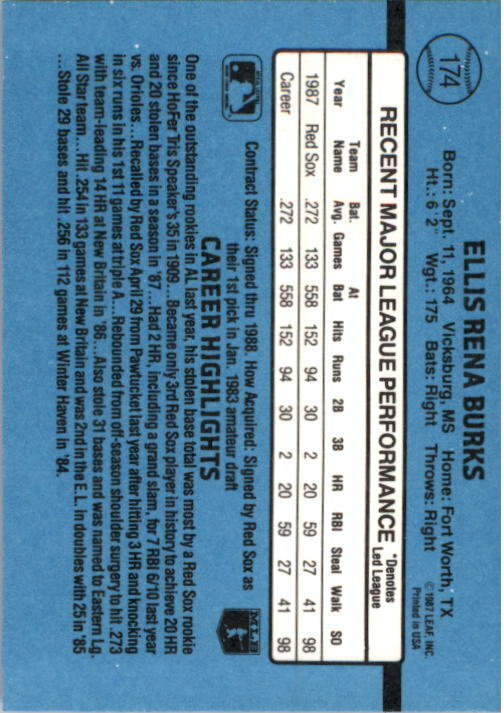 174
ELLIS RENA BURKS
Born: Sept. 11, 1964 Vicksburg, MS Home: Fort Worth, TX
Ht.: 6' 2" Wgt.: 175 Bats: Right Throws: Right
© 1987 LEAF, INC.
Printed in USA
RECENT MAJOR LEAGUE PERFORMANCE
*Denotes
Led League
Year Team Name Bat. Avg. Games At Bat Hits Runs 2B 3B HR RBI Steal Walk SO
1987 Red Sox .272 133 558 152 94 30 2 20 59 27 41 98
Career .272 133 558 152 94 30 2 20 59 27 41 98
Contract Status: Signed thru 1988. How Acquired: Signed by Red Sox as
their 1st pick in Jan. 1983 amateur draft
MLB
CAREER HIGHLIGHTS
One of the outstanding rookies in AL last year, his stolen base total was most by a Red Sox rookie
since HoFer Tris Speaker's 35 in 1909...Became only 3rd Red Sox player in history to achieve 20 HR
and 20 stolen bases in a season in '87...Had 2 HR, including a grand slam, for 7 RBI 6/10 last year
vs. Orioles...Recalled by Red Sox April 29 from Pawtucket last year after hitting 3 HR and knocking
in six runs in his 1st 11 games at triple A...Rebounded from off-season shoulder surgery to hit .273
with team-leading 14 HR at New Britain in '86...Also stole 31 bases and was named to Eastern Lg.
All Star team...Hit .254 in 133 games at New Britain and was 2nd in the E.L. in doubles with 25 in '85
...Stole 29 bases and hit .256 in 112 games at Winter Haven in '84.